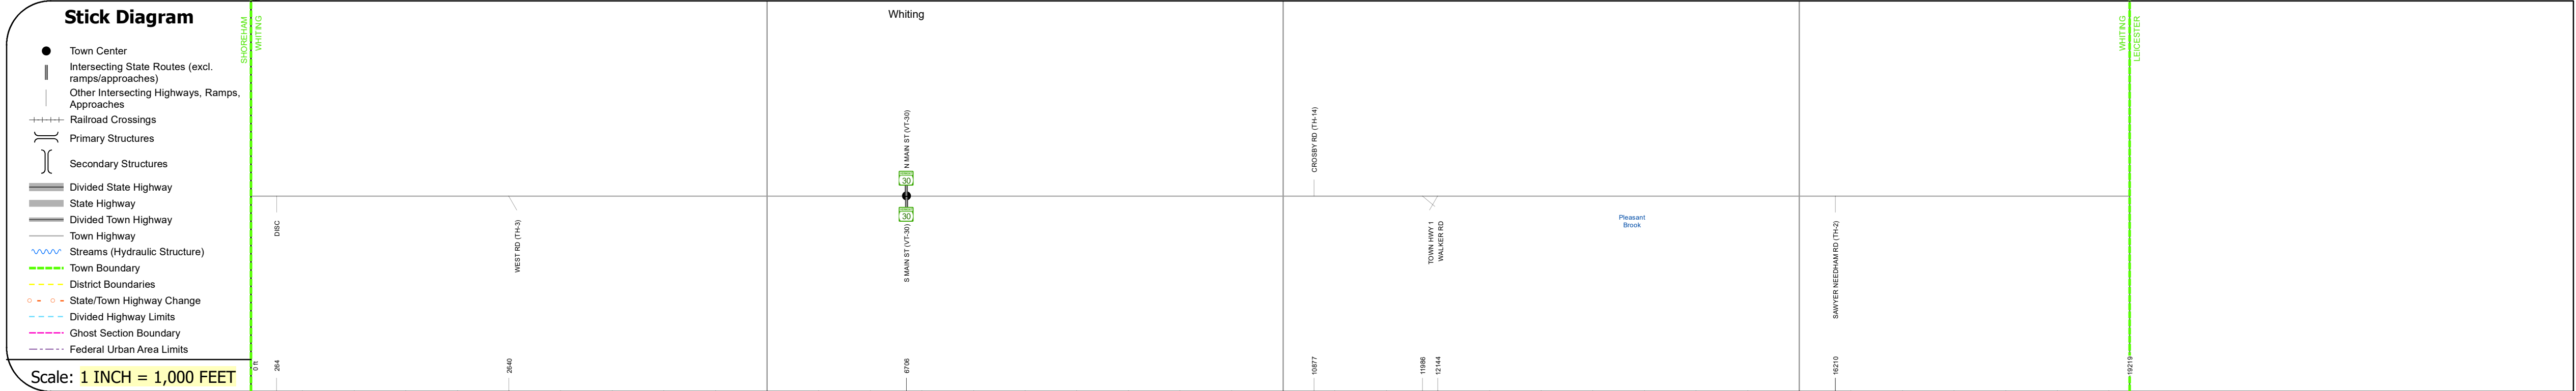 Stick Diagram
Town Center
Intersecting State Routes (excl.
ramps/approaches)
Other Intersecting Highways, Ramps,
Approaches
Railroad Crossings
Primary Structures
Secondary Structures
Divided State Highway
State Highway
Divided Town Highway
Town Highway
Streams (Hydraulic Structure)
Town Boundary
District Boundaries
State/Town Highway Change
Divided Highway Limits
Ghost Section Boundary
Federal Urban Area Limits
Scale: 1 INCH = 1,000 FEET
SHOREHAM
WHITING
Whiting
WHITING
LEICESTER
N MAIN ST (VT-30)
30
30
S MAIN ST (VT-30)
CROSBY RD (TH-14)
DISC
WEST RD (TH-3)
TOWN HWY 1
WALKER RD
Pleasant
Brook
SAWYER NEEDHAM RD (TH-2)
0 ft
264
2640
6706
10877
11986
12144
16210
19219